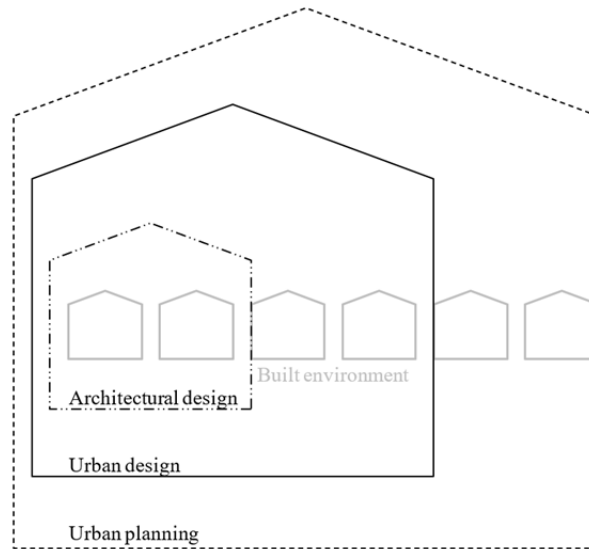 Built environment
Architectural design
Urban design
Urban planning